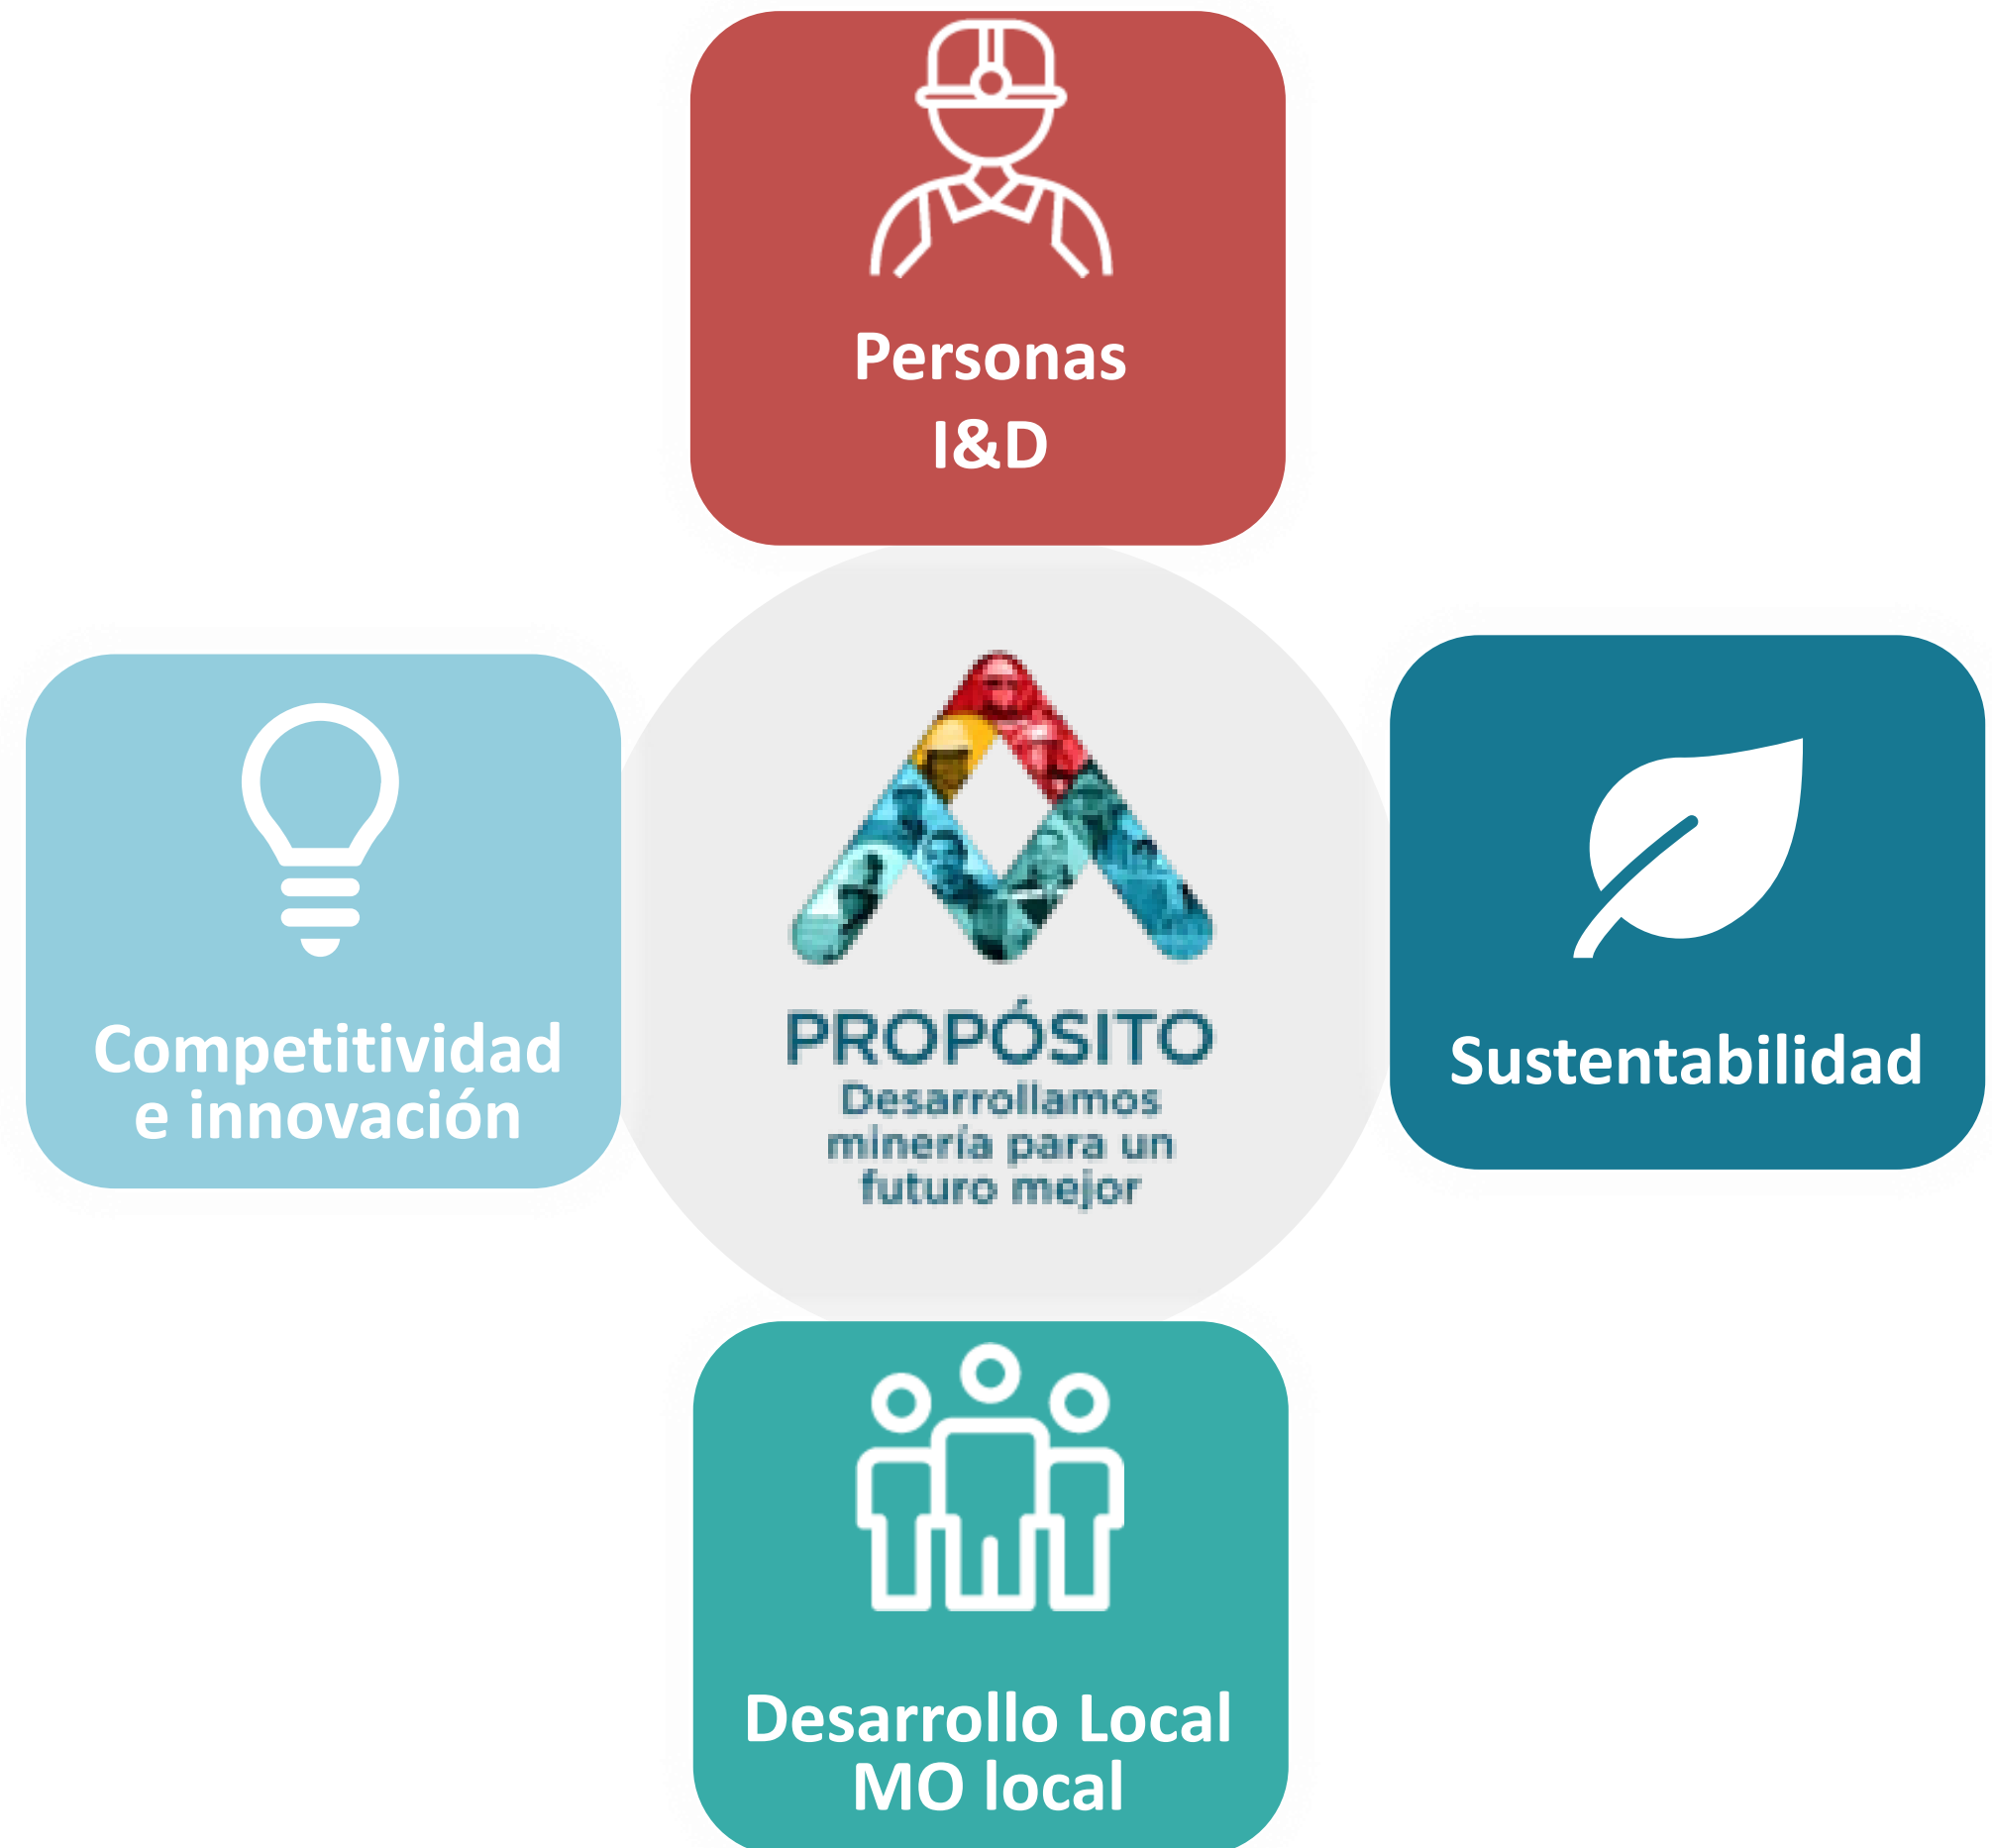 Personas
I&D
Competitividad
e innovación
PROPÓSITO
Desarrollamos
minería para un
futuro mejor
Sustentabilidad
Desarrollo Local
MO local